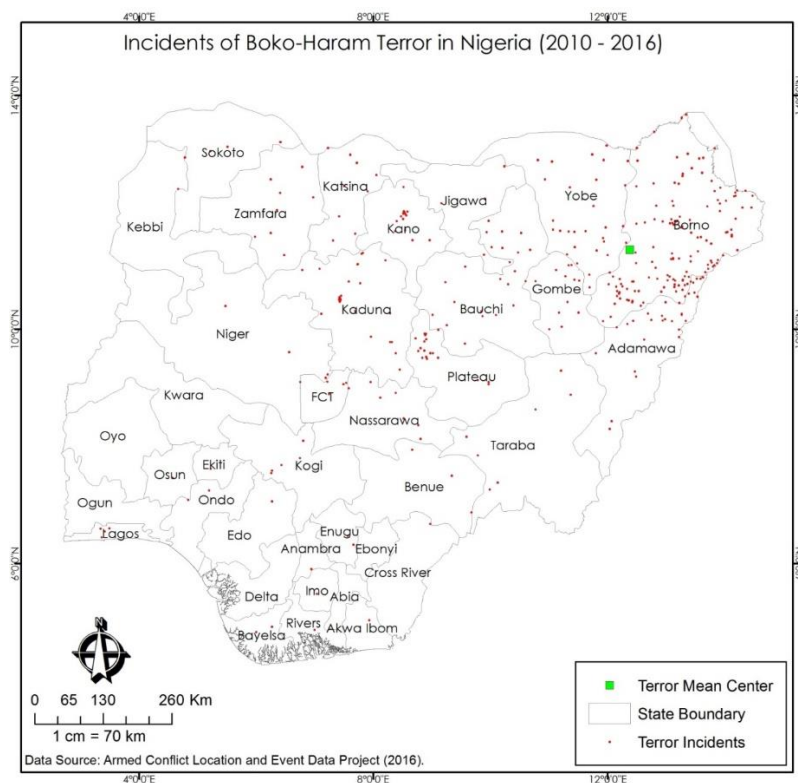 4°0'0"E 8°0'0"E 12°0'0"E
Incidents of Boko-Haram Terror in Nigeria (2010 - 2016)
14°0'0"N
Sokoto
Katsina
Jigawa
Yobe
Kebbi
Zamfara
Kano
Borno
Gombe
Kaduna
Bauchi
Niger
10°0'0"N
Adamawa
Plateau
FCT
Kwara
Nassarawa
Oyo
Taraba
Ekiti
Kogi
Osun
Benue
Ogun
Ondo
Lagos
Edo
Enugu
Anambra
Ebonyi
6°0'0"N
Cross River
Imo
Abia
Delta
Rivers
Akwa Ibom
Bayelsa
N
0 65 130 260 Km
1 cm = 70 km
Terror Mean Center
State Boundary
Terror Incidents
Data Source: Armed Conflict Location and Event Data Project (2016).
4°0'0"E 8°0'0"E 12°0'0"E